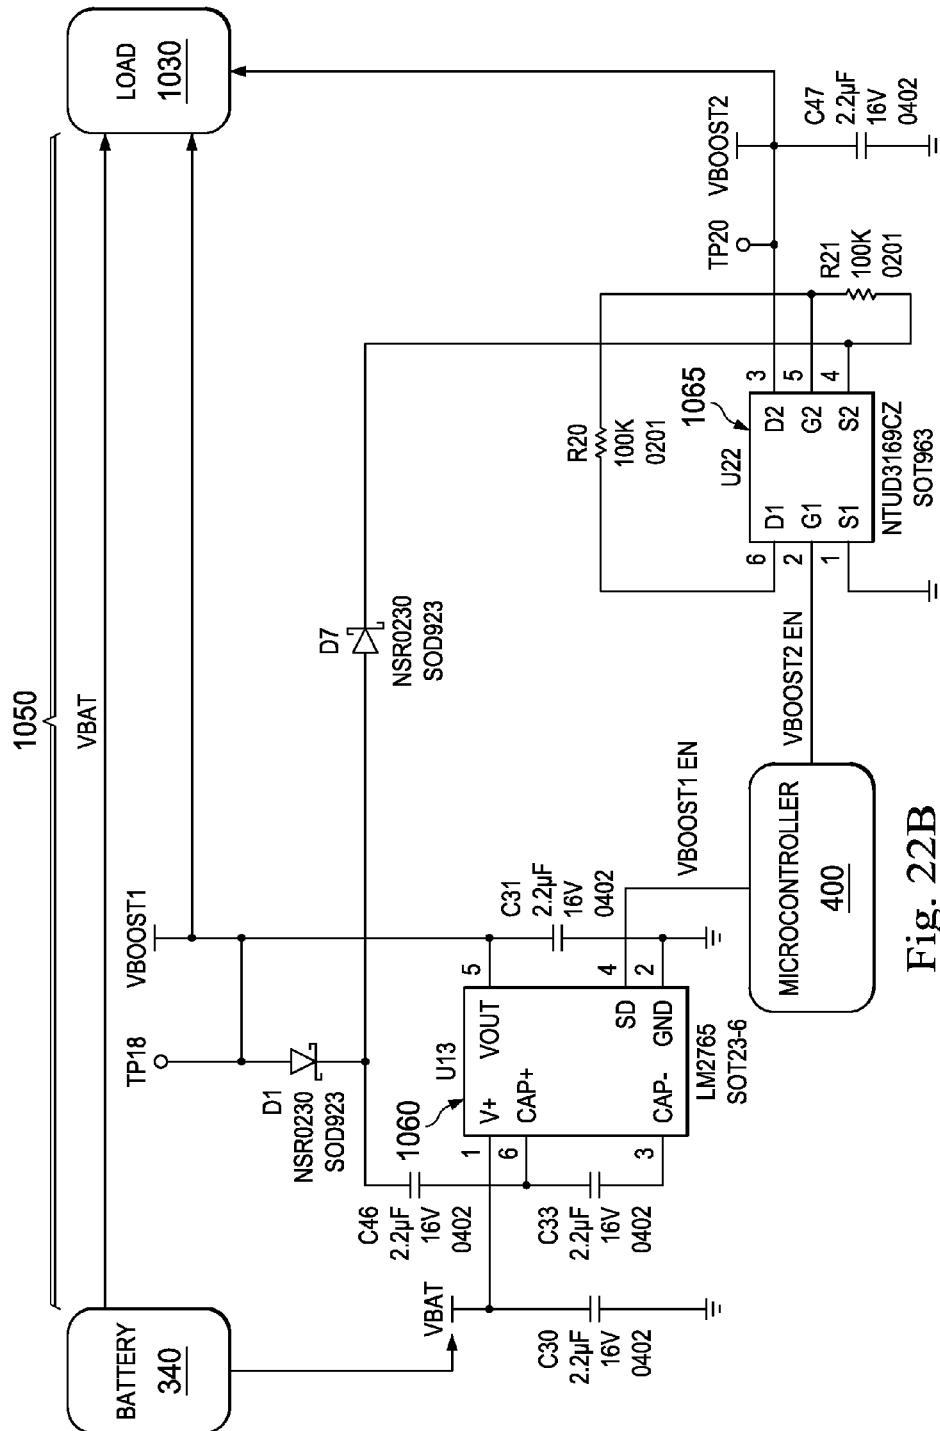 1050
BATTERY
340
VBAT
LOAD
1030
VBAT
VBOOST1
TP18
D1
NSR0230
SOD923
C46
2.2µF
16V
0402
C30
2.2µF
16V
0402
C33
2.2µF
16V
0402
1060
U13
1
V+
VOUT
5
6
CAP+
SD
4
3
CAP-
GND
2
LM2765
SOT23-6
C31
2.2µF
16V
0402
VBOOST1 EN
MICROCONTROLLER
400
VBOOST2 EN
D7
NSR0230
SOD923
R20
100K
0201
1065
U22
6
D1
D2
3
2
G1
G2
5
1
S1
S2
4
NTUD3169CZ
SOT963
R21
100K
0201
TP20
VBOOST2
C47
2.2µF
16V
0402
Fig. 22B